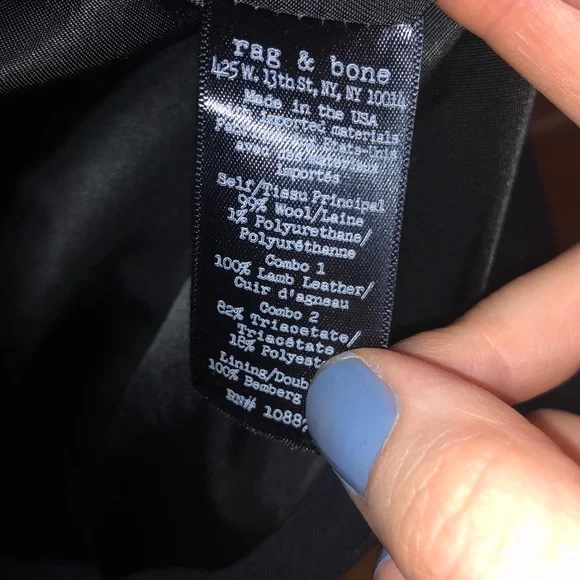 rag & bone
425 W. 13th St, NY, NY 10014
Made in the USA
imported materials
avec des
Importés
Self/Tissu Principal
99% Wool/Laine
1% Polyurethane/
Polyuréthanne
Combo 1
100% Lamb Leather/
Cuir d'agneau
Combo 2
82% Triacetate/
Triacétate
18% Polyest
Lining/Doub
100% Bemberg
RN# 1088